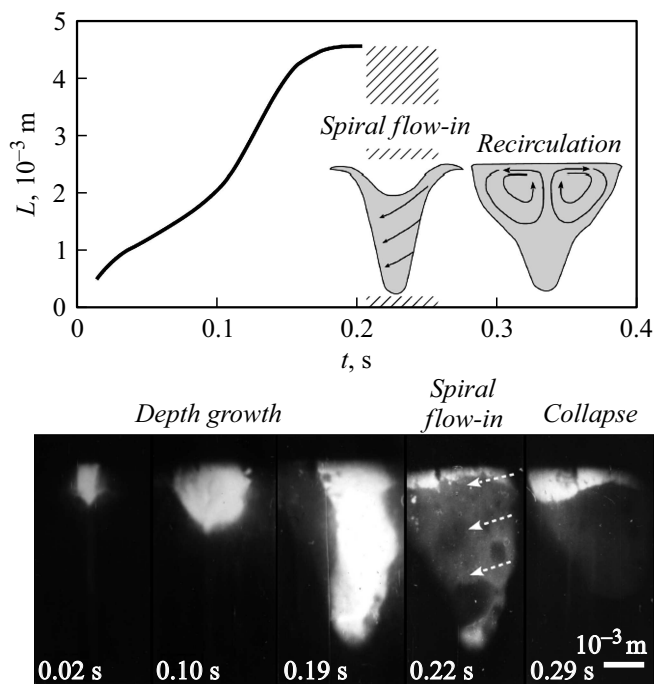 5
4
3
2
1
0
L, 10⁻³ m
Spiral flow-in
Recirculation
0
0.1
0.2
0.3
0.4
t, s
Depth growth
Spiral
flow-in
Collapse
0.02 s
0.10 s
0.19 s
0.22 s
0.29 s
10⁻³ m